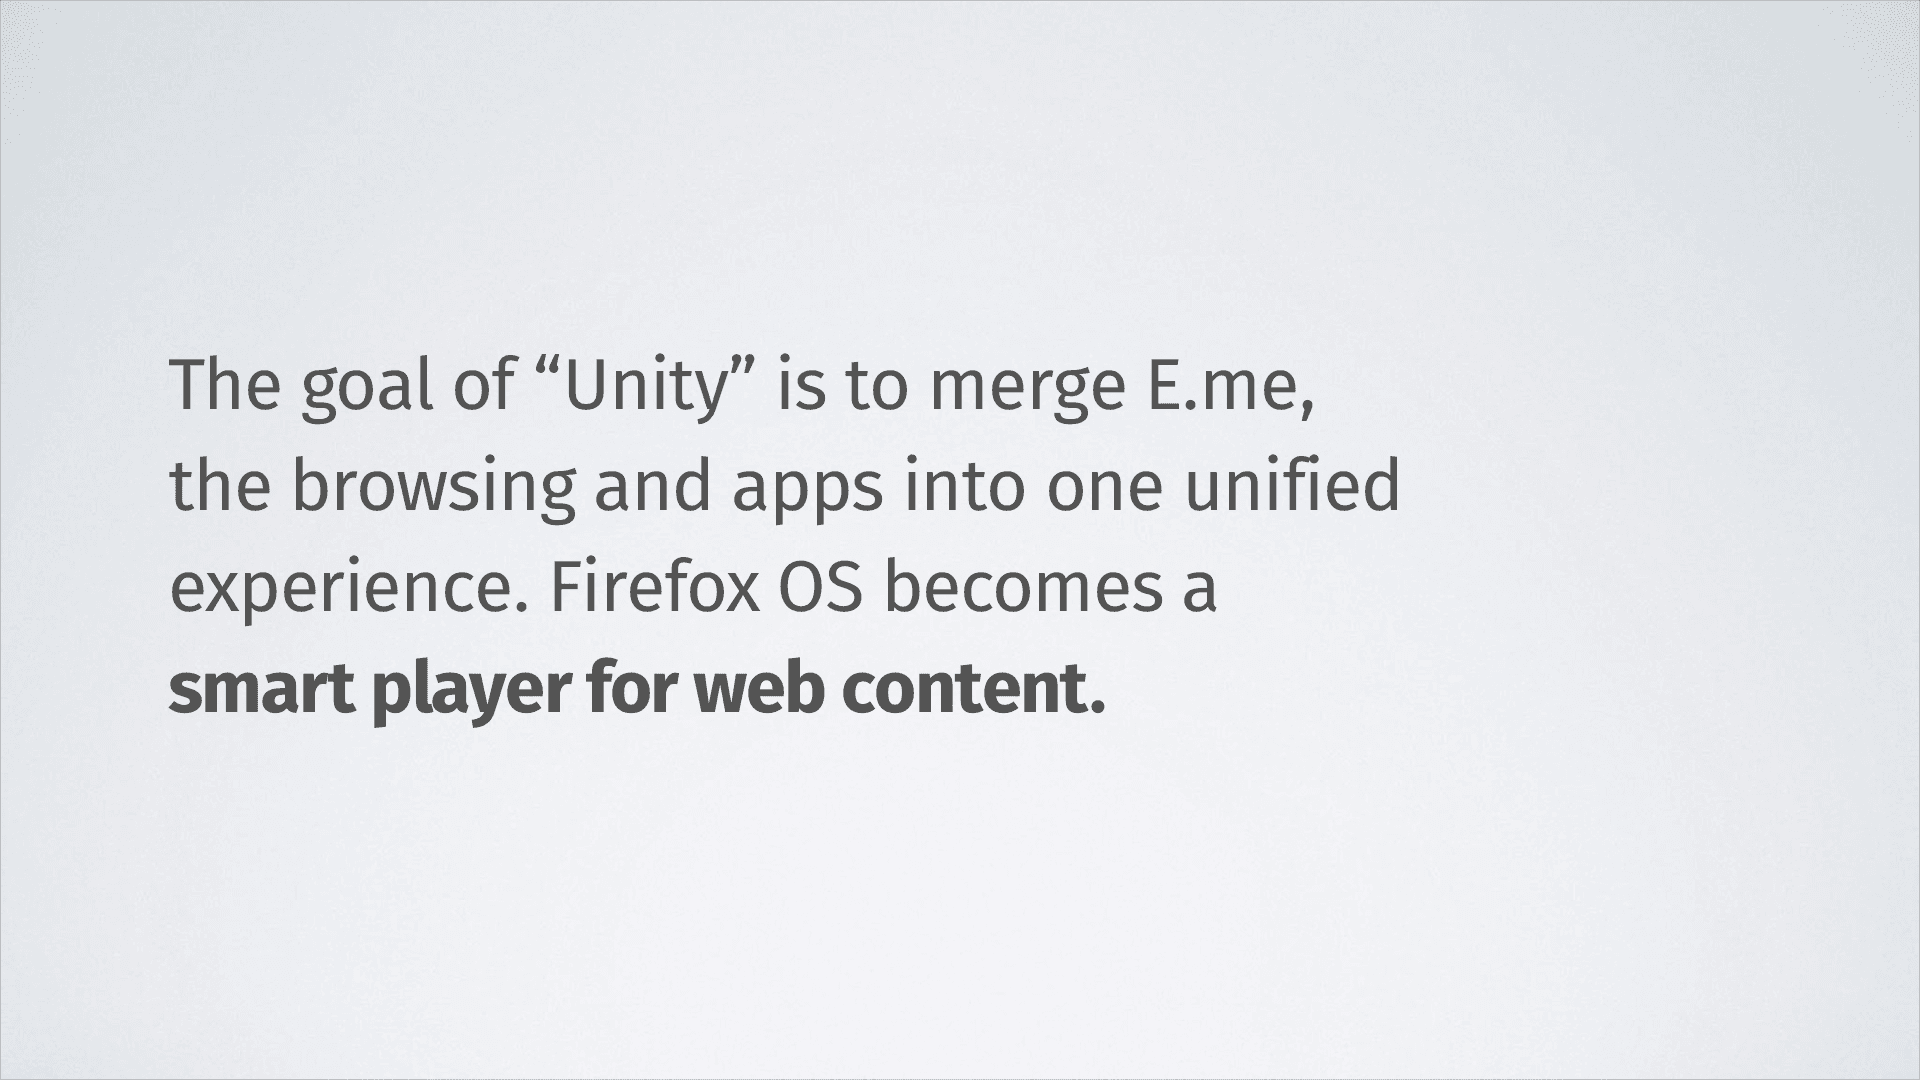 The goal of “Unity” is to merge E.me,
the browsing and apps into one unified
experience. Firefox OS becomes a
smart player for web content.